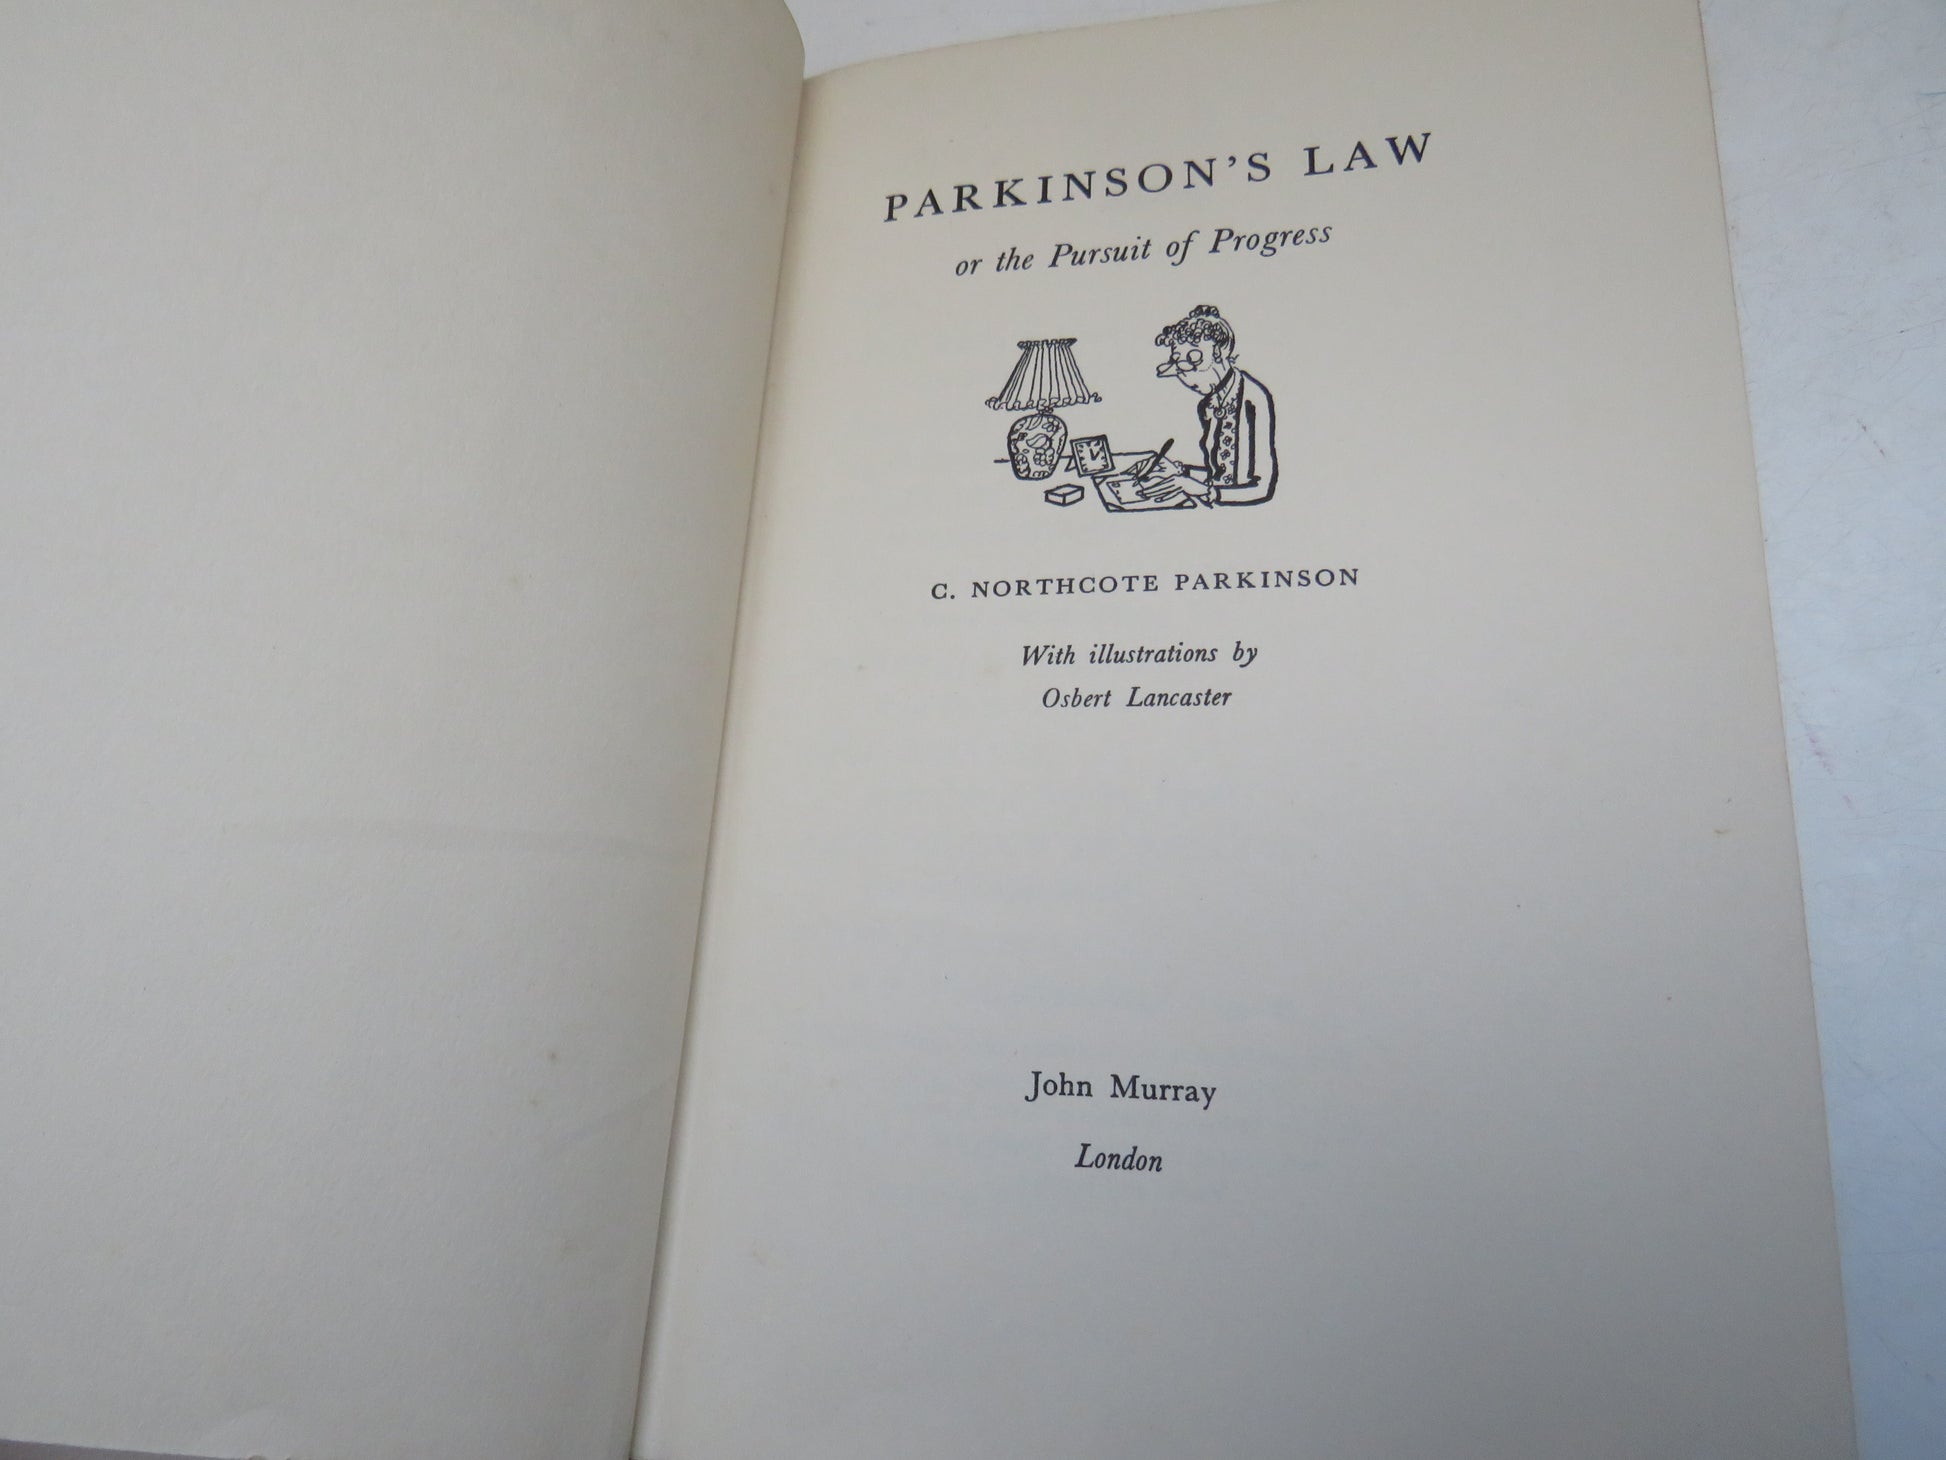 PARKINSON'S LAW
or the Pursuit of Progress
C. NORTHCOTE PARKINSON
With illustrations by
Osbert Lancaster
John Murray
London